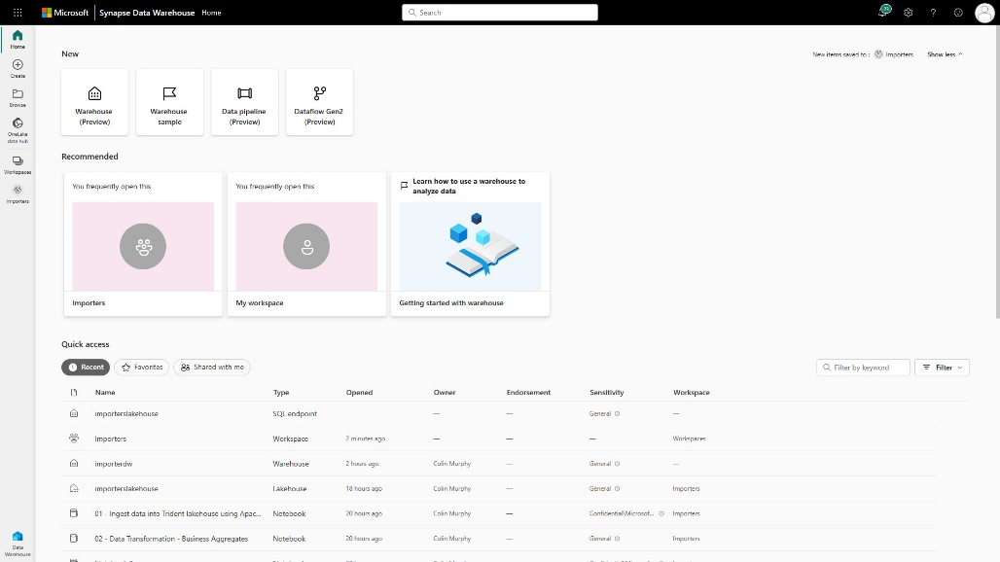 Microsoft Synapse Data Warehouse Home Search
Home
Create
Browse
OneLake
data hub
Workspaces
Importers
Data
Warehouse
New
New items saved to : Importers Show less
Warehouse
(Preview)
Warehouse
sample
Data pipeline
(Preview)
Dataflow Gen2
(Preview)
Recommended
You frequently open this
Importers
You frequently open this
My workspace
Learn how to use a warehouse to
analyze data
Getting started with warehouse
Quick access
Recent Favorites Shared with me Filter by keyword Filter
Name Type Opened Owner Endorsement Sensitivity Workspace
importerslakehouse SQL endpoint — — General —
Importers Workspace 2 minutes ago — — — Workspaces
importerdw Warehouse 2 hours ago Colin Murphy — General —
importerslakehouse Lakehouse 18 hours ago Colin Murphy — General Importers
01 - Ingest data into Trident lakehouse using Apac... Notebook 20 hours ago Colin Murphy — Confidential\Microsof... Importers
02 - Data Transformation - Business Aggregates Notebook 20 hours ago Colin Murphy — General Importers